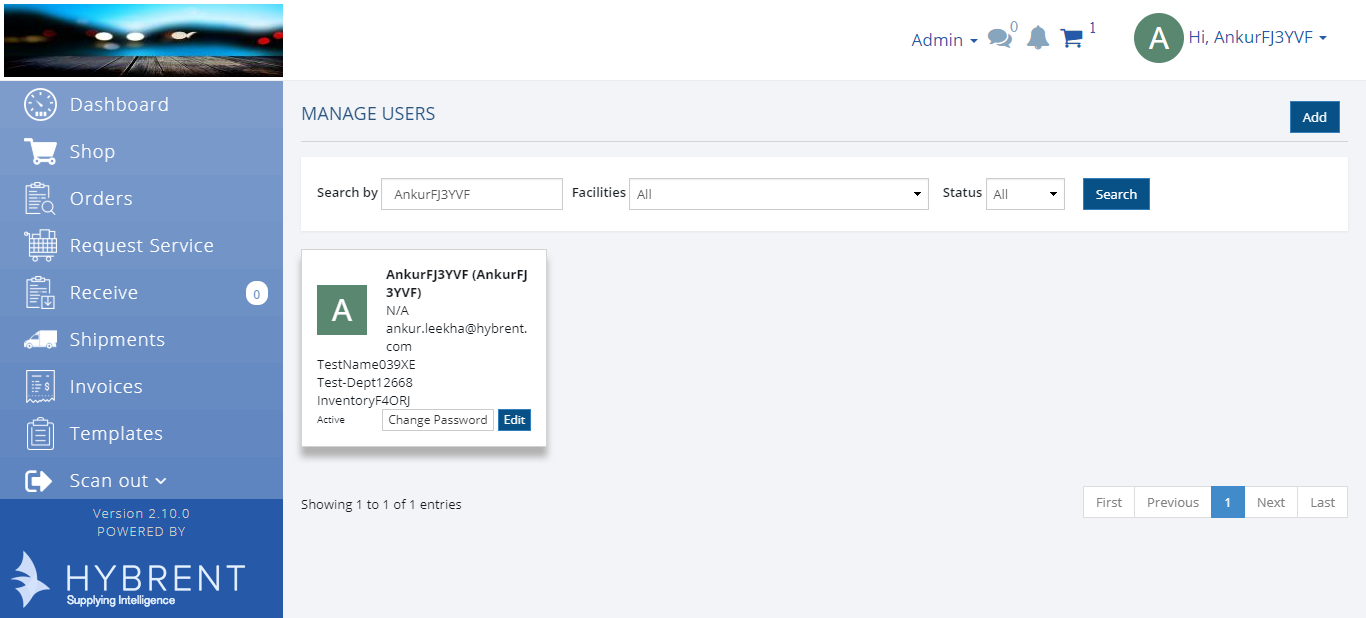 Admin
0
1
A
Hi, AnkurFJ3YVF
Dashboard
Shop
Orders
Request Service
Receive
0
Shipments
Invoices
Templates
Scan out
Version 2.10.0
POWERED BY
HYBRENT
Supplying Intelligence
MANAGE USERS
Add
Search by
AnkurFJ3YVF
Facilities
All
Status
All
Search
A
AnkurFJ3YVF (AnkurFJ
3YVF)
N/A
ankur.leekha@hybrent.
com
TestName039XE
Test-Dept12668
InventoryF4ORJ
Active
Change Password
Edit
Showing 1 to 1 of 1 entries
First
Previous
1
Next
Last